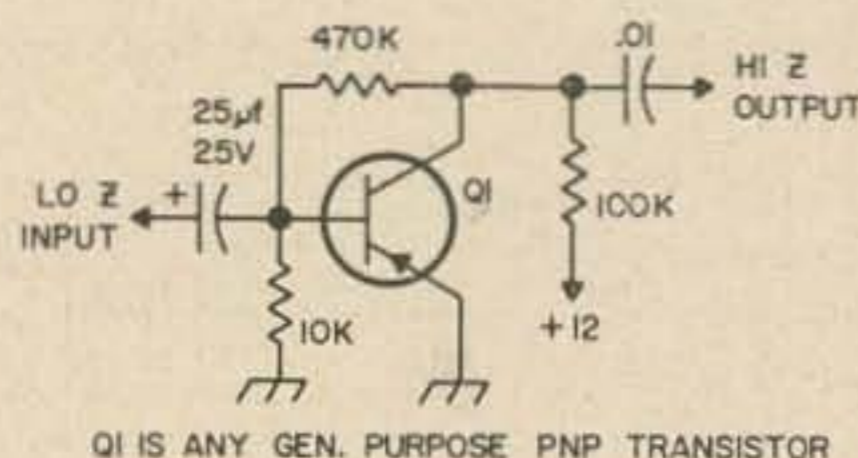 470K
.01
HI Z
OUTPUT
25µf
25V
LO Z
INPUT
+
Q1
100K
10K
+12
Q1 IS ANY GEN. PURPOSE PNP TRANSISTOR